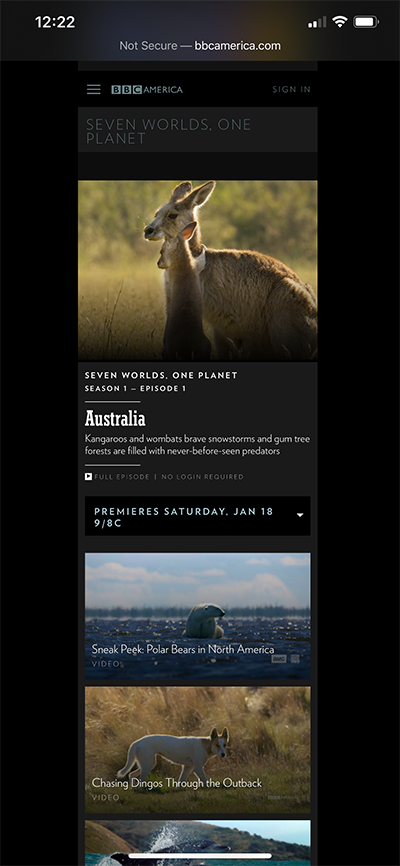 12:22
Not Secure — bbcamerica.com
BBC AMERICA
SIGN IN
SEVEN WORLDS, ONE
PLANET
SEVEN WORLDS, ONE PLANET
SEASON 1 – EPISODE 1
Australia
Kangaroos and wombats brave snowstorms and gum tree
forests are filled with never-before-seen predators
FULL EPISODE | NO LOGIN REQUIRED
PREMIERES SATURDAY, JAN 18
9/8C
Sneak Peek: Polar Bears in North America
VIDEO
Chasing Dingos Through the Outback
VIDEO